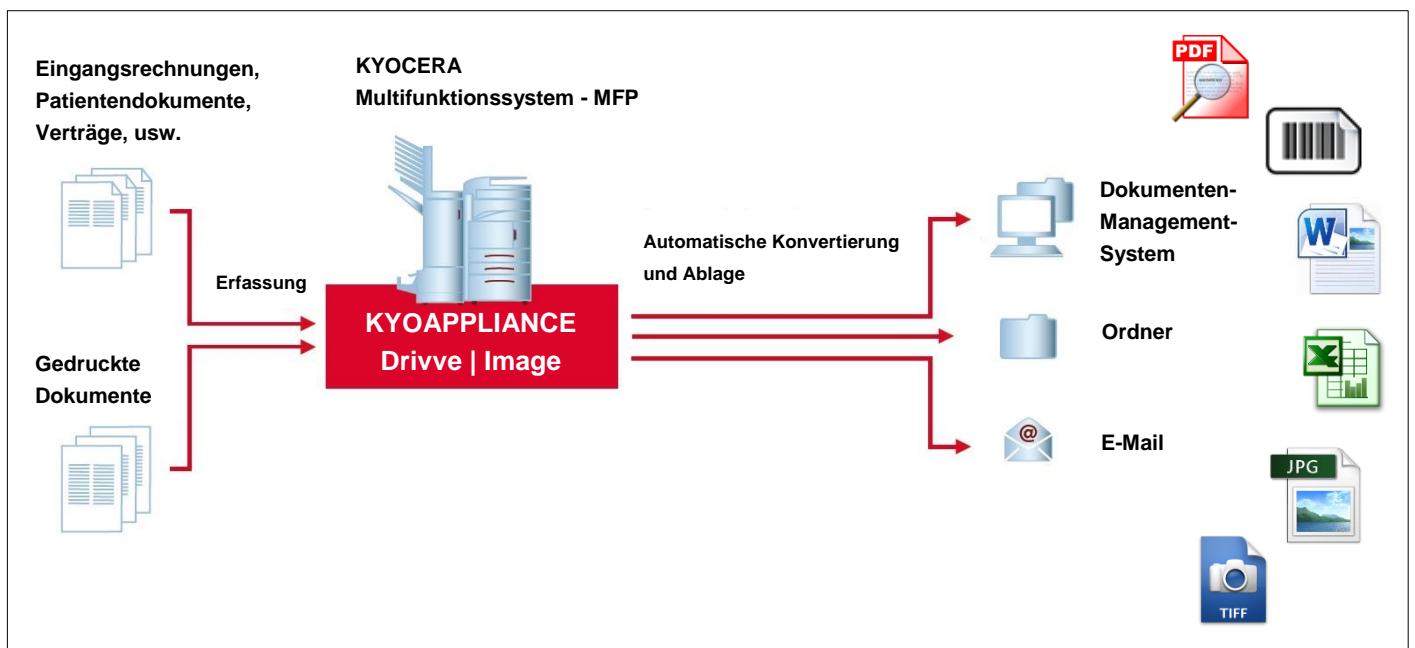 Eingangsrechnungen,
Patientendokumente,
Verträge, usw.
KYOCERA
Multifunktionssystem - MFP
Erfassung
KYOAPPLIANCE
Drivve | Image
Gedruckte
Dokumente
Automatische Konvertierung
und Ablage
Dokumenten-
Management-
System
Ordner
@
E-Mail
PDF
W
X
JPG
TIFF